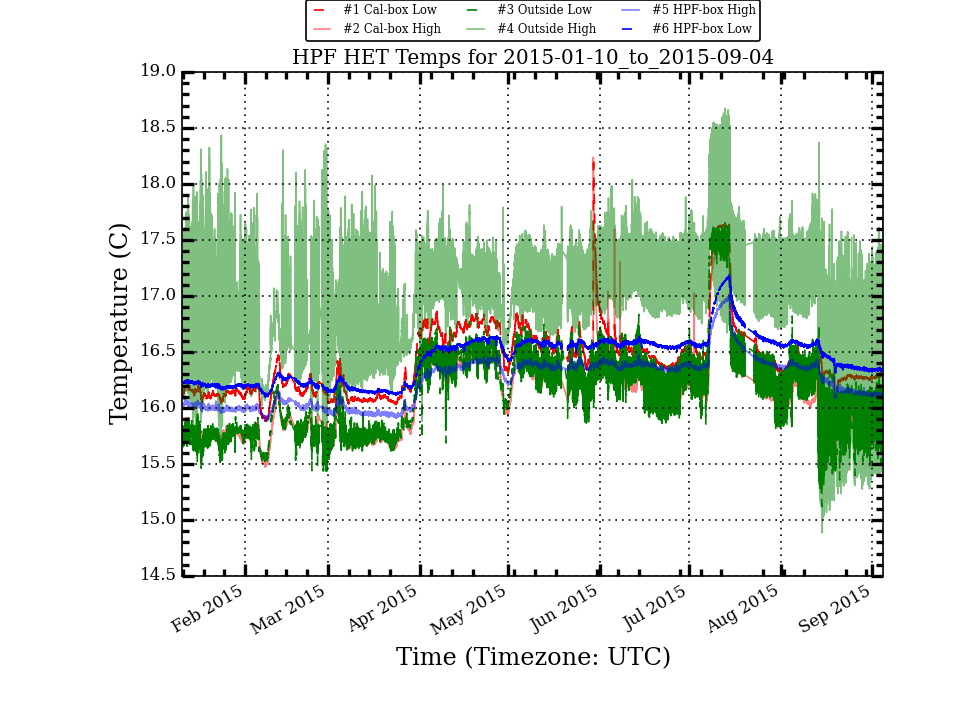 #1 Cal-box Low #3 Outside Low #5 HPF-box High
#2 Cal-box High #4 Outside High #6 HPF-box Low
HPF HET Temps for 2015-01-10_to_2015-09-04
19.0
18.5
18.0
17.5
17.0
16.5
16.0
15.5
15.0
14.5
Temperature (C)
Feb 2015 Mar 2015 Apr 2015 May 2015 Jun 2015 Jul 2015 Aug 2015 Sep 2015
Time (Timezone: UTC)